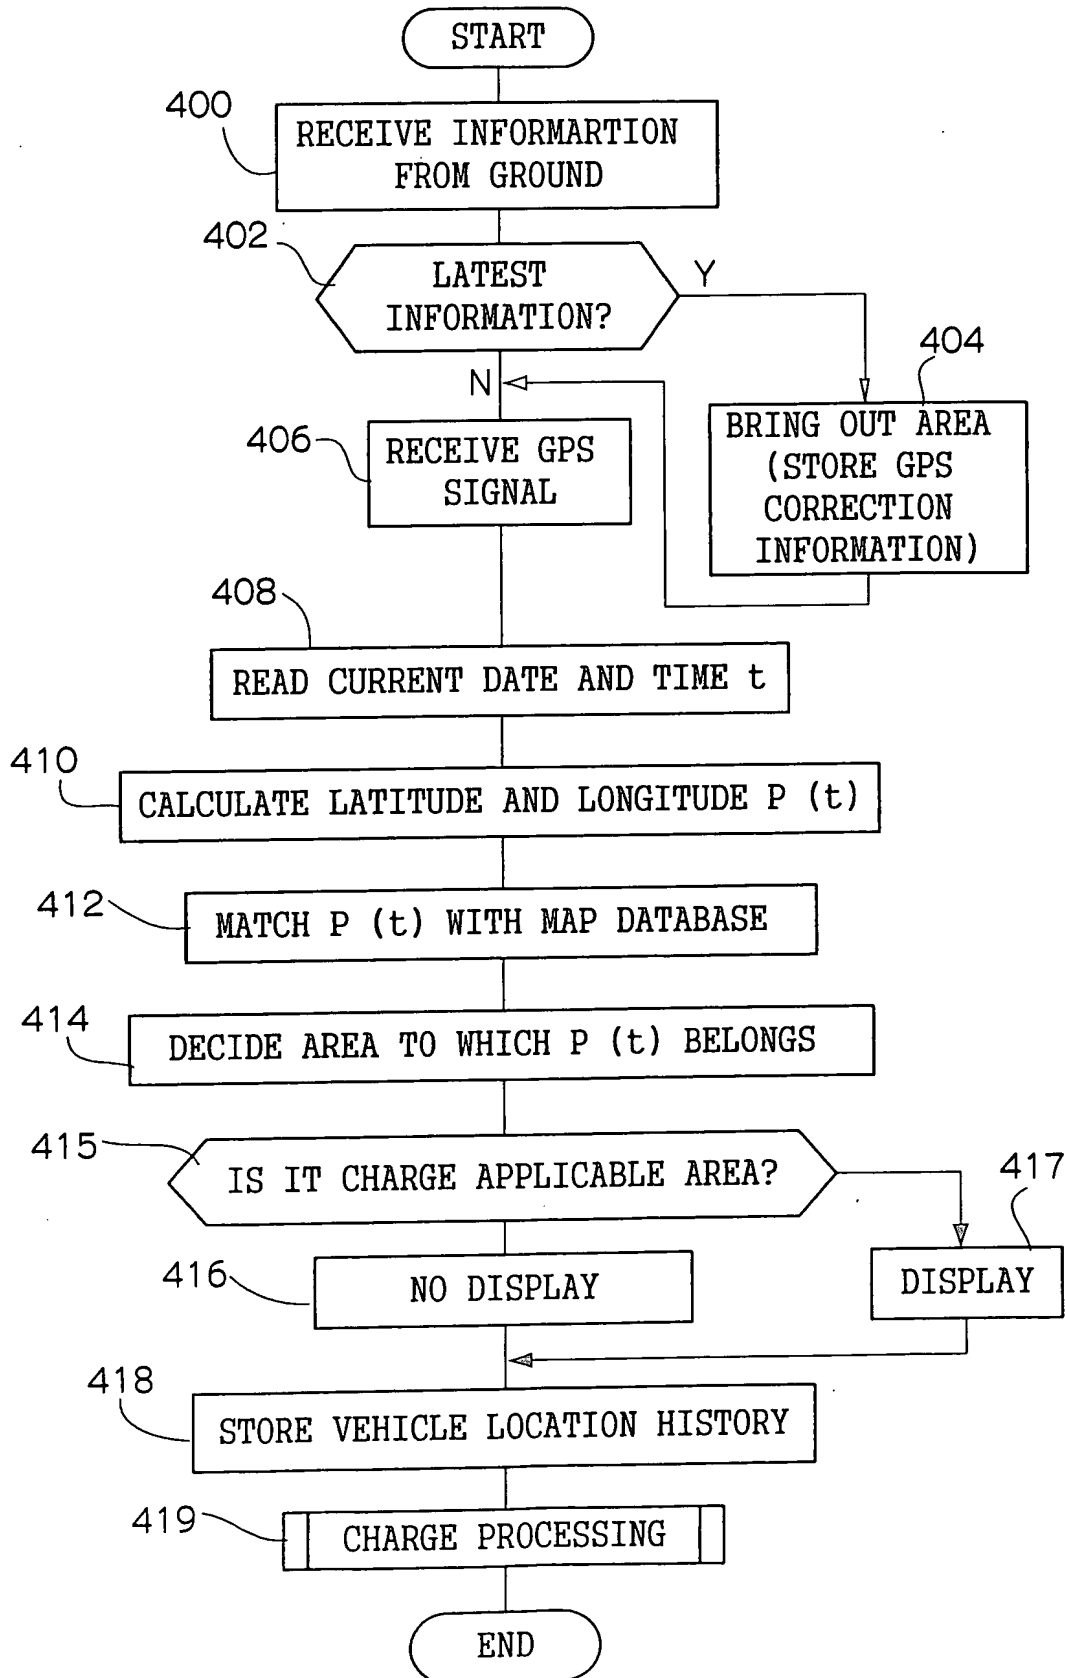 START
400
RECEIVE INFORMARTION
FROM GROUND
402
LATEST
INFORMATION?
Y
N
404
BRING OUT AREA
(STORE GPS
CORRECTION
INFORMATION)
406
RECEIVE GPS
SIGNAL
408
READ CURRENT DATE AND TIME t
410
CALCULATE LATITUDE AND LONGITUDE P (t)
412
MATCH P (t) WITH MAP DATABASE
414
DECIDE AREA TO WHICH P (t) BELONGS
415
IS IT CHARGE APPLICABLE AREA?
417
416
NO DISPLAY
DISPLAY
418
STORE VEHICLE LOCATION HISTORY
419
CHARGE PROCESSING
END